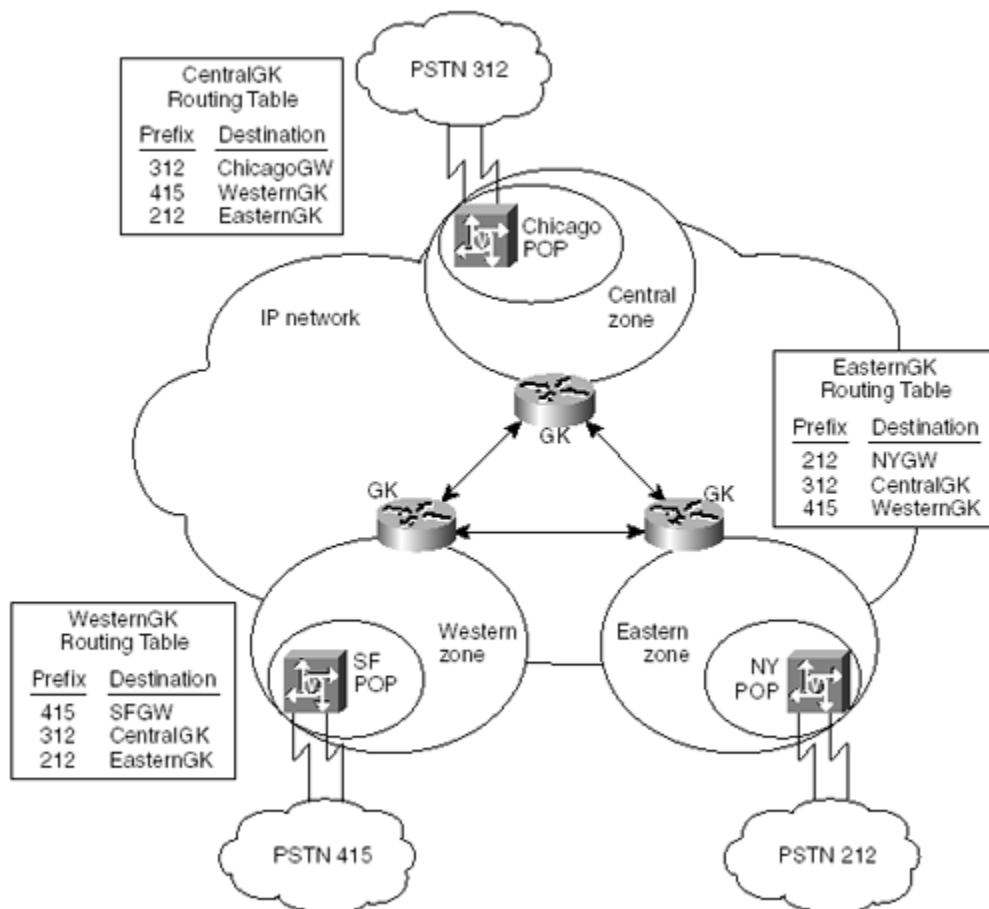 PSTN 312
CentralGK
Routing Table
Prefix Destination
312 ChicagoGW
415 WesternGK
212 EasternGK
V
Chicago
POP
Central
zone
IP network
GK
EasternGK
Routing Table
Prefix Destination
212 NYGW
312 CentralGK
415 WesternGK
GK
GK
WesternGK
Routing Table
Prefix Destination
415 SFGW
312 CentralGK
212 EasternGK
V
SF
POP
Western
zone
Eastern
zone
NY
POP
V
PSTN 415
PSTN 212